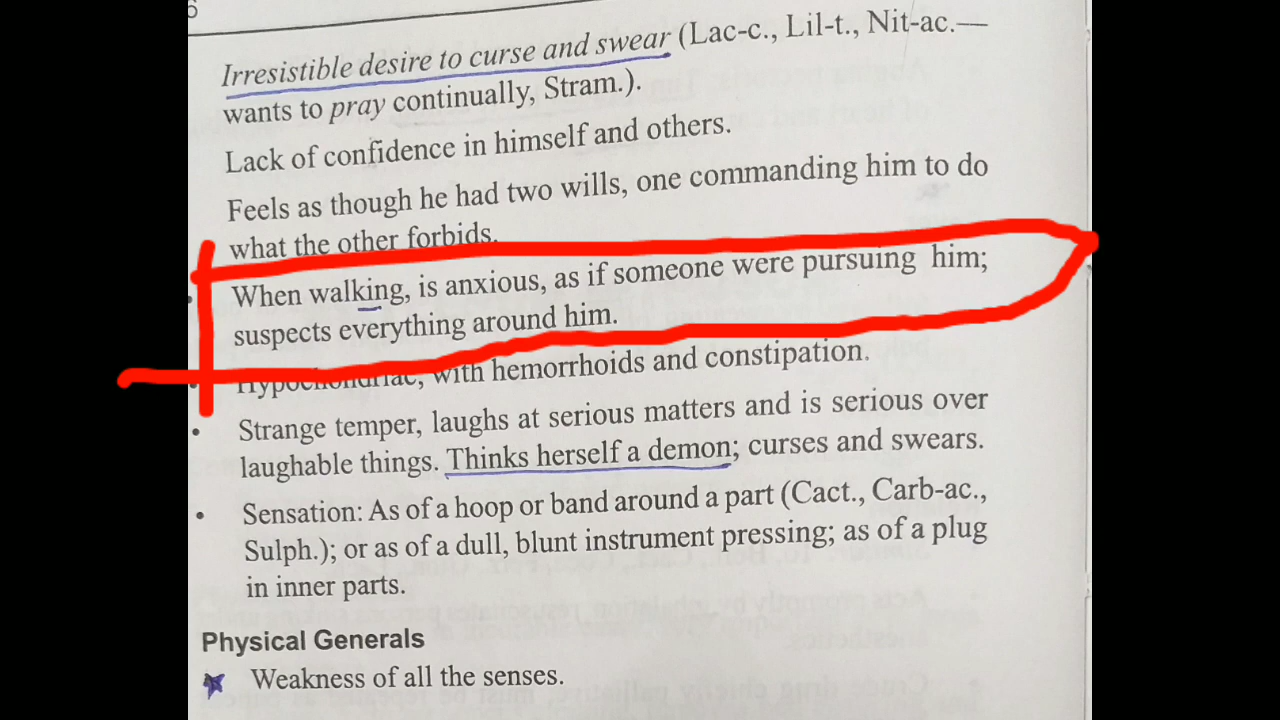 6
Irresistible desire to curse and swear (Lac-c., Lil-t., Nit-ac.—
wants to pray continually, Stram.).
Lack of confidence in himself and others.
Feels as though he had two wills, one commanding him to do
what the other forbids.
• When walking, is anxious, as if someone were pursuing him;
suspects everything around him.
• Hypochondriac, with hemorrhoids and constipation.
• Strange temper, laughs at serious matters and is serious over
laughable things. Thinks herself a demon; curses and swears.
• Sensation: As of a hoop or band around a part (Cact., Carb-ac.,
Sulph.); or as of a dull, blunt instrument pressing; as of a plug
in inner parts.
Physical Generals
Weakness of all the senses.